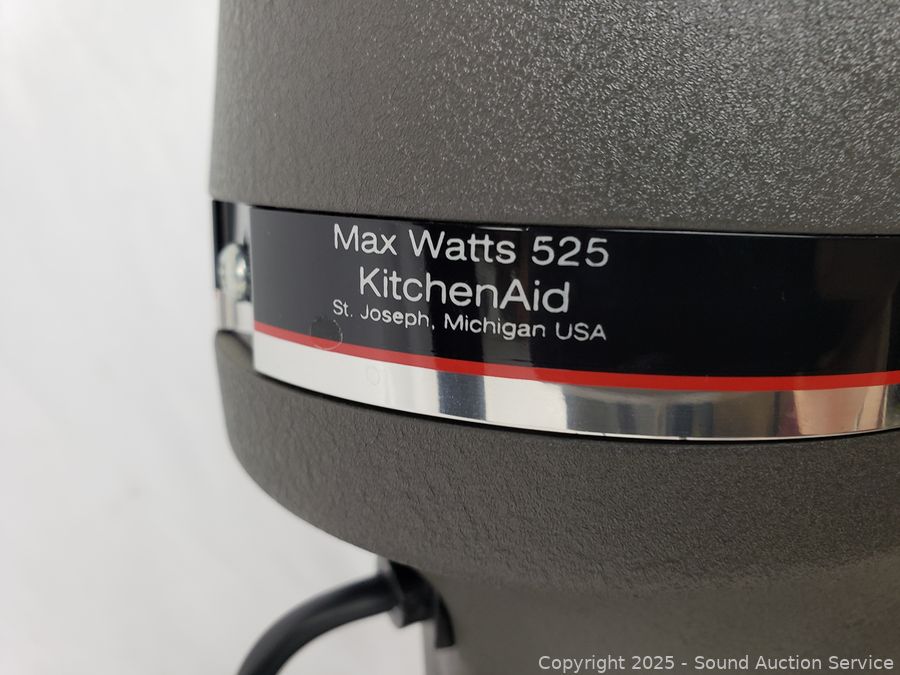 Max Watts 525
KitchenAid
St. Joseph, Michigan USA
Copyright 2025 - Sound Auction Service